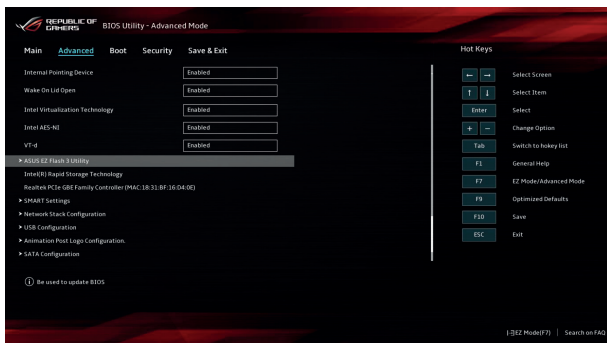 REPUBLIC OF GAMERS BIOS Utility - Advanced Mode
Main Advanced Boot Security Save & Exit Hot Keys
Internal Pointing Device Enabled
← → Select Screen
Wake On Lid Open Enabled
↑ ↓ Select Item
Intel Virtualization Technology Enabled
Enter Select
Intel AES-NI Enabled
+ − Change Option
VT-d Enabled
Tab Switch to hokey list
> ASUS EZ Flash 3 Utility
F1 General Help
Intel(R) Rapid Storage Technology
F7 EZ Mode/Advanced Mode
Realtek PCIe GBE Family Controller (MAC:18:31:BF:16:D4:0E)
> SMART Settings
F9 Optimized Defaults
> Network Stack Configuration
F10 Save
> USB Configuration
ESC Exit
> Animation Post Logo Configuration.
> SATA Configuration
i Be used to update BIOS
EZ Mode(F7) | Search on FAQ